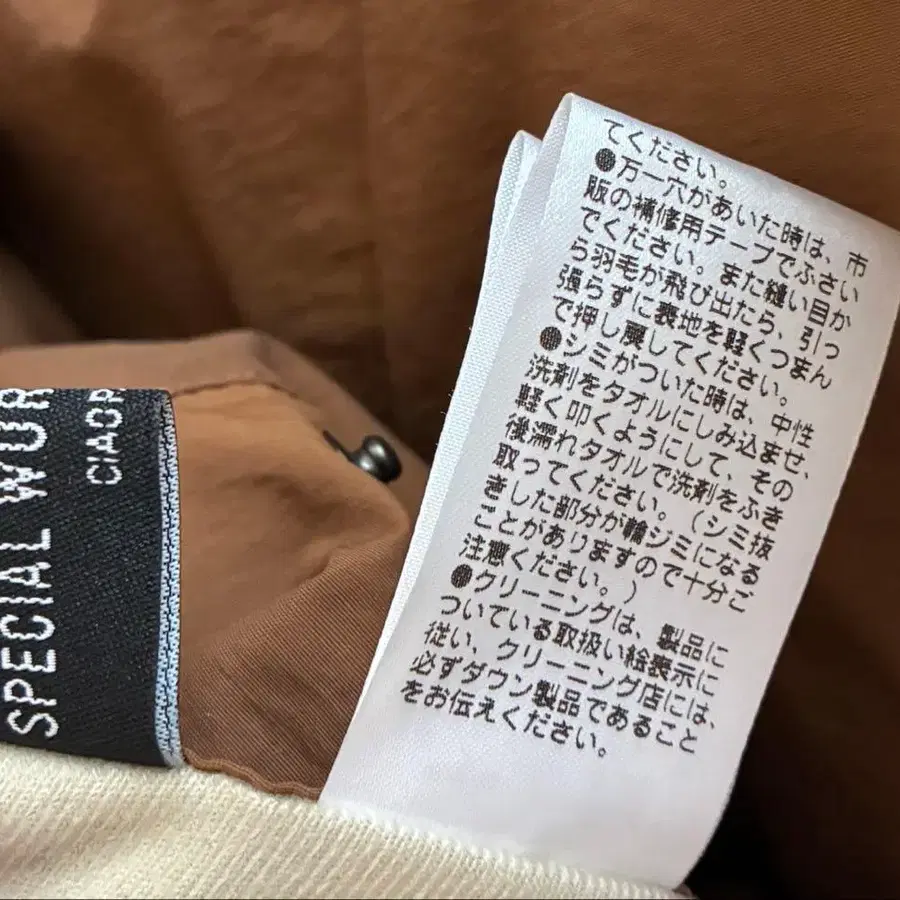 てください。
●万一穴があいた時は、市
販の補修用テープでふさい
でください。また縫い目か
ら羽毛が飛び出たら、引っ
張らずに裏地を軽くつまん
で押し戻してください。
●シミがついた時は、中性
洗剤をタオルにしみ込ませ、
軽く叩くようにして、その
後濡れタオルで洗剤をふき
取ってください。(シミ抜
きした部分が輪シミになる
ことがありますので十分ご
注意ください。)
●クリーニングは、製品に
ついている取扱い絵表示に
従い、クリーニング店には、
必ずダウン製品であること
をお伝えください。
SPECIAL WOR
CIAOP